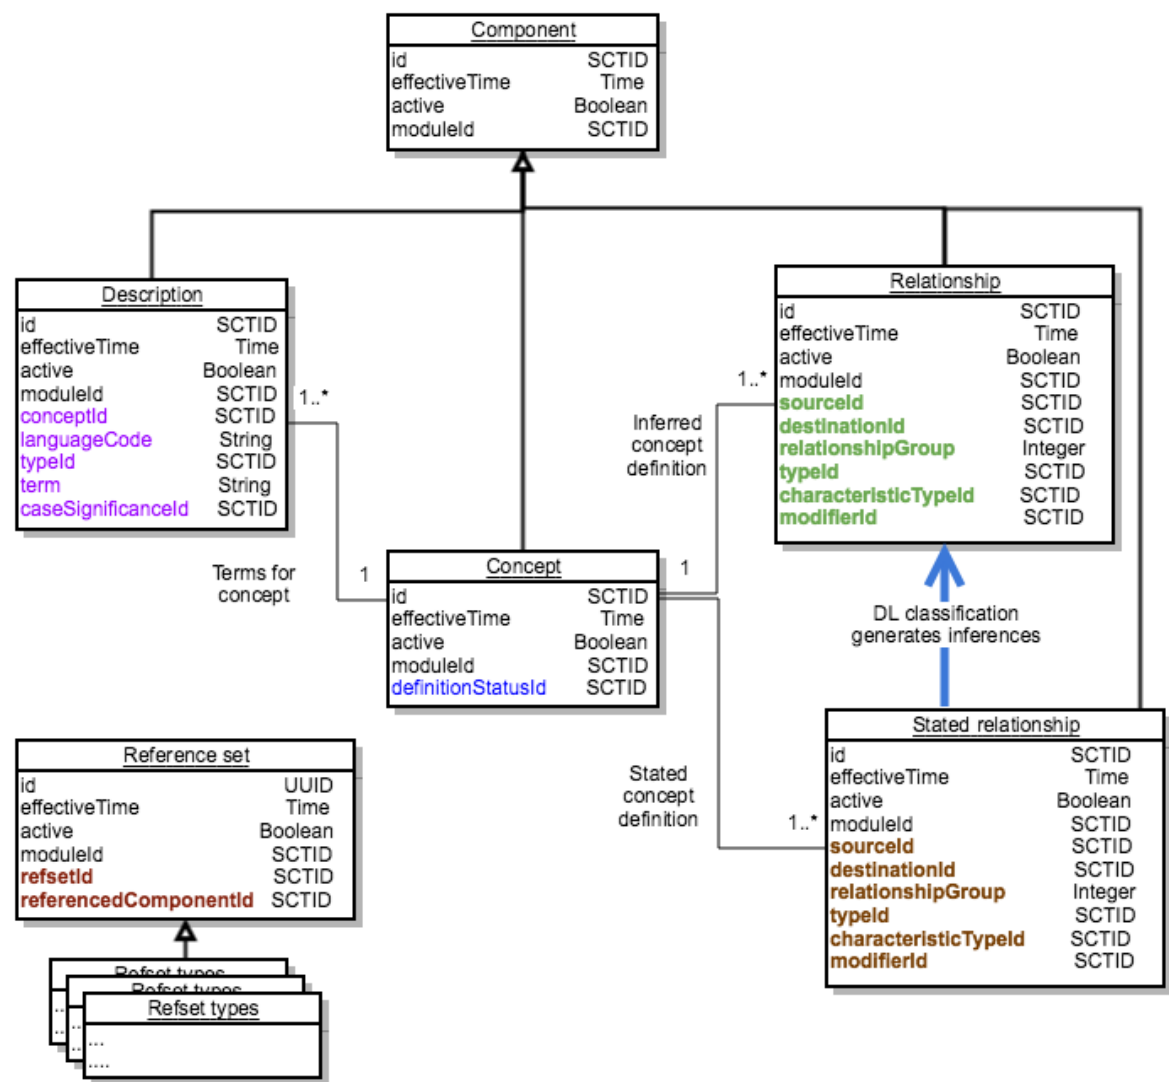 Component
id SCTID
effectiveTime Time
active Boolean
moduleId SCTID
Description
id SCTID
effectiveTime Time
active Boolean
moduleId SCTID
conceptId SCTID
languageCode String
typeId SCTID
term String
caseSignificanceId SCTID
1..*
Terms for
concept
1
Relationship
id SCTID
effectiveTime Time
active Boolean
moduleId SCTID
sourceId SCTID
destinationId SCTID
relationshipGroup Integer
typeId SCTID
characteristicTypeId SCTID
modifierId SCTID
1..*
Inferred
concept
definition
1
Concept
id SCTID
effectiveTime Time
active Boolean
moduleId SCTID
definitionStatusId SCTID
DL classification
generates inferences
Stated
concept
definition
1..*
Stated relationship
id SCTID
effectiveTime Time
active Boolean
moduleId SCTID
sourceId SCTID
destinationId SCTID
relationshipGroup Integer
typeId SCTID
characteristicTypeId SCTID
modifierId SCTID
Reference set
id UUID
effectiveTime Time
active Boolean
moduleId SCTID
refsetId SCTID
referencedComponentId SCTID
Refset types
Refset types
Refset types
...
....